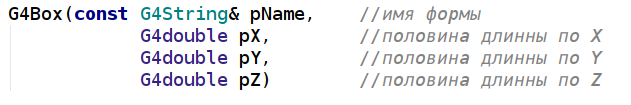 G4Box(const G4String& pName, //имя формы
G4double pX, //половина длинны по X
G4double pY, //половина длинны по Y
G4double pZ) //половина длинны по Z